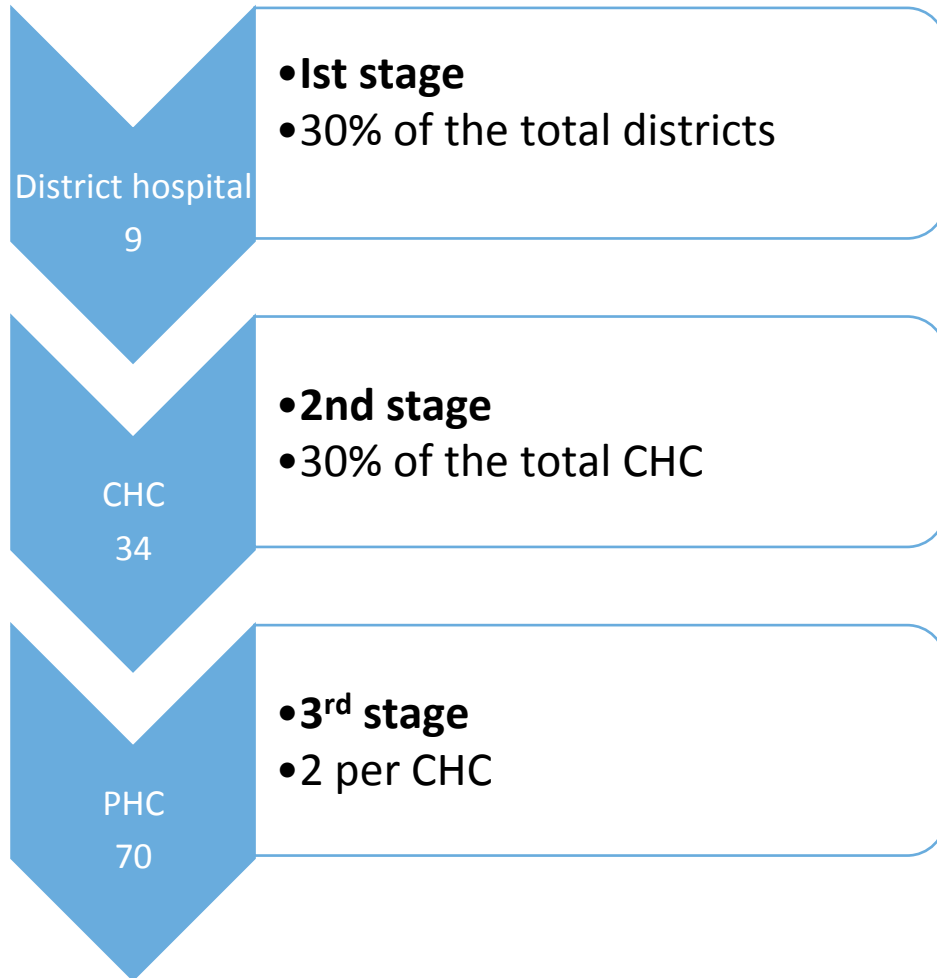 District hospital
9
•Ist stage
•30% of the total districts
CHC
34
•2nd stage
•30% of the total CHC
PHC
70
•3rd stage
•2 per CHC